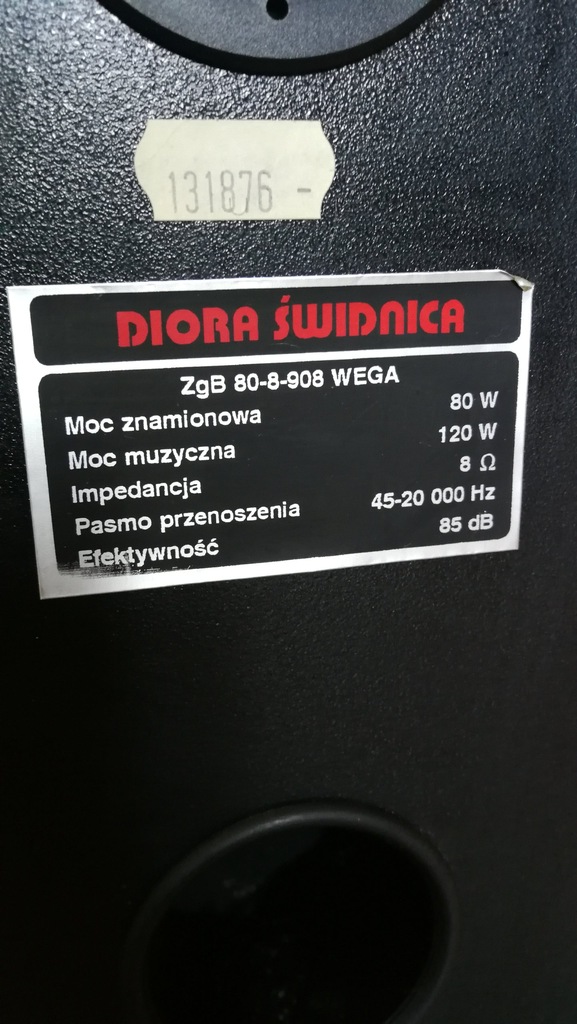 131876 -
DIORA ŚWIDNICA
ZgB 80-8-908 WEGA
Moc znamionowa 80 W
Moc muzyczna 120 W
Impedancja 8 Ω
Pasmo przenoszenia 45-20 000 Hz
Efektywność 85 dB